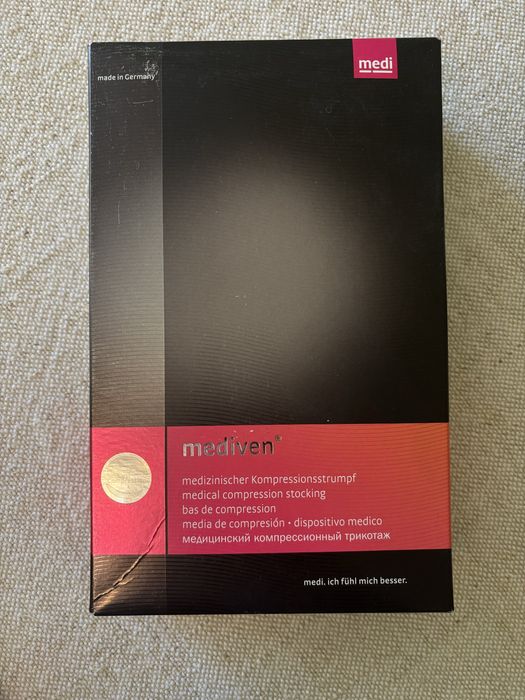 made in Germany
medi
mediven®
medizinischer Kompressionsstrumpf
medical compression stocking
bas de compression
media de compresión · dispositivo medico
медицинский компрессионный трикотаж
medi. ich fühl mich besser.